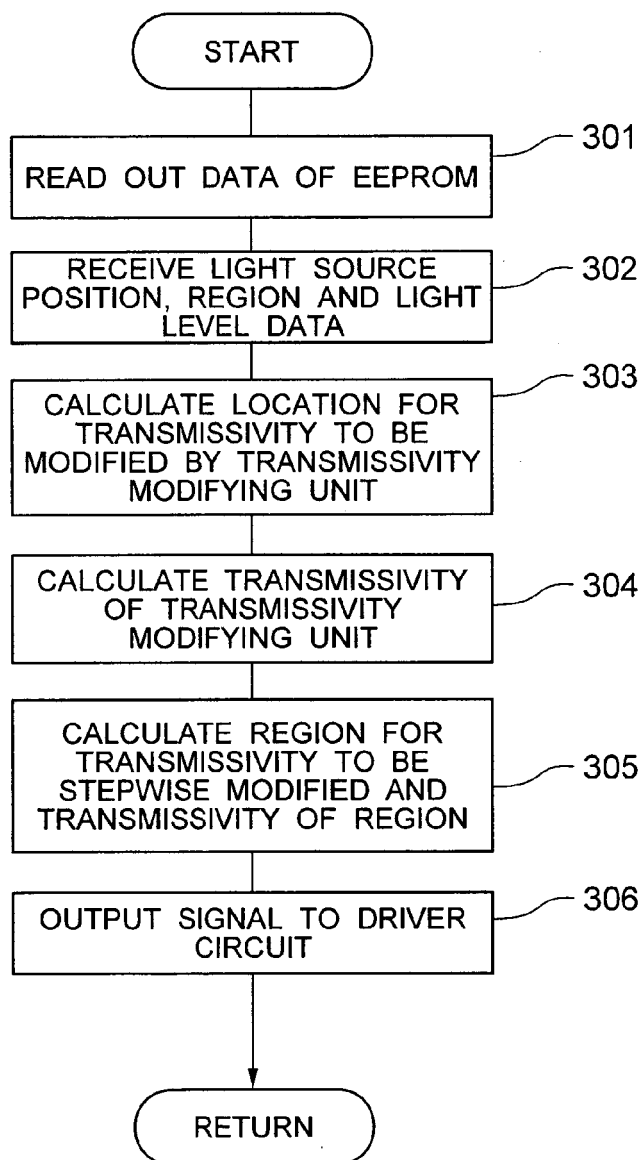 START
301
READ OUT DATA OF EEPROM
302
RECEIVE LIGHT SOURCE
POSITION, REGION AND LIGHT
LEVEL DATA
303
CALCULATE LOCATION FOR
TRANSMISSIVITY TO BE
MODIFIED BY TRANSMISSIVITY
MODIFYING UNIT
304
CALCULATE TRANSMISSIVITY
OF TRANSMISSIVITY
MODIFYING UNIT
305
CALCULATE REGION FOR
TRANSMISSIVITY TO BE
STEPWISE MODIFIED AND
TRANSMISSIVITY OF REGION
306
OUTPUT SIGNAL TO DRIVER
CIRCUIT
RETURN